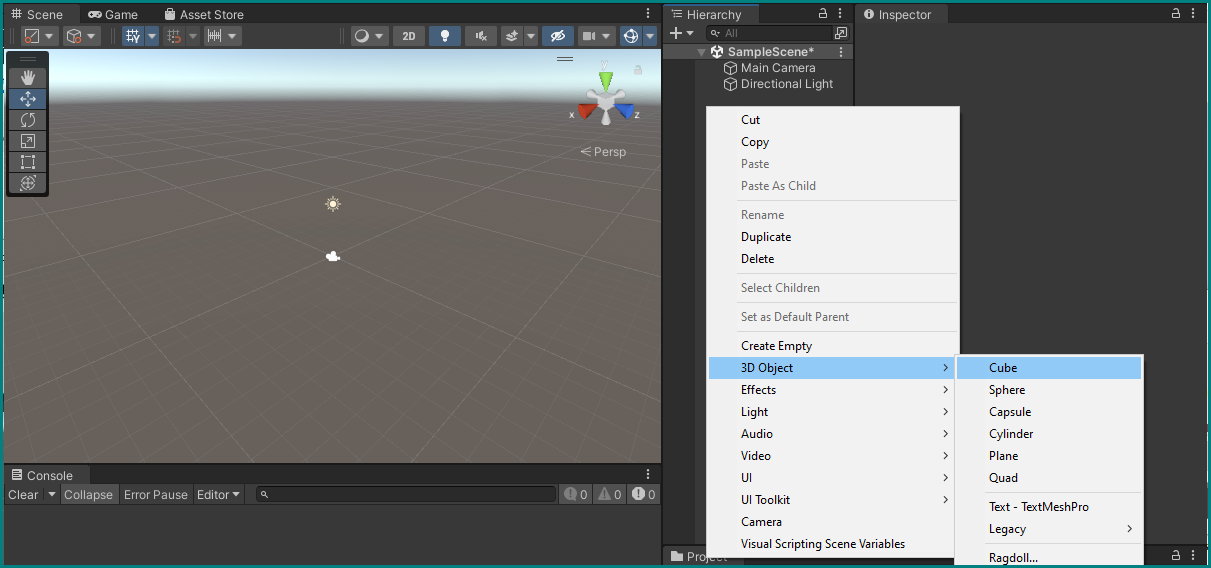 Scene
Game
Asset Store
2D
y
x
z
Persp
Console
Clear
Collapse
Error Pause
Editor
0
0
0
Hierarchy
All
SampleScene*
Main Camera
Directional Light
Inspector
Cut
Copy
Paste
Paste As Child
Rename
Duplicate
Delete
Select Children
Set as Default Parent
Create Empty
3D Object
Effects
Light
Audio
Video
UI
UI Toolkit
Camera
Visual Scripting Scene Variables
Cube
Sphere
Capsule
Cylinder
Plane
Quad
Text - TextMeshPro
Legacy
Ragdoll...
Project